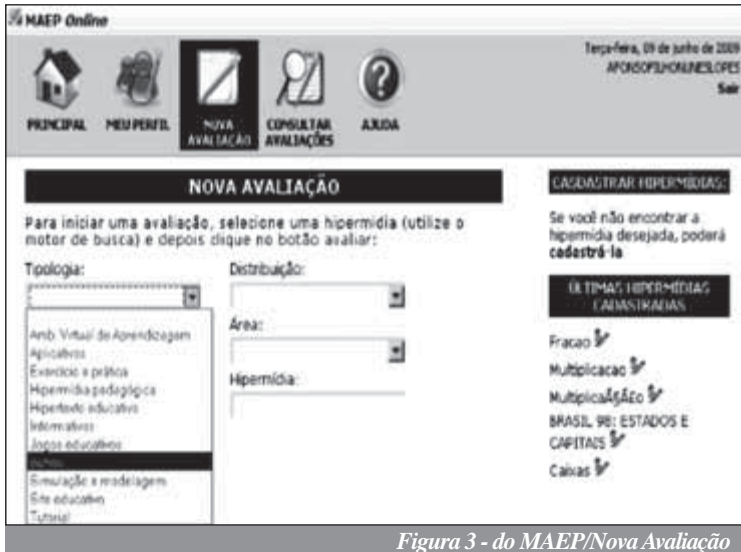 MAEP Online
Terça-feira, 09 de junho de 2009
Sair
PRINCIPAL
MEU PERFIL
NOVA AVALIAÇÃO
CONSULTAR AVALIAÇÕES
AJUDA
NOVA AVALIAÇÃO
Para iniciar uma avaliação, selecione uma hipermídia (utilize o
motor de busca) e depois clique no botão avaliar:
Tipologia:
Amb. Virtual de Aprendizagem
Aplicativos
Exercício e prática
Hipermídia pedagógica
Hipertexto educativo
Informativos
Jogos educativos
Simulação e modelagem
Site educativo
Tutorial
Distribuição:
Área:
Hipermídia:
CADASTRAR HIPERMÍDIAS:
Se você não encontrar a
hipermídia desejada, poderá
cadastrá-la
ÚLTIMAS HIPERMÍDIAS
CADASTRADAS
Fracao
Multiplicacao
MultiplicaÃ§Ã£o
BRASIL 98: ESTADOS E
CAPITAIS
Caixas
Figura 3 - do MAEP/Nova Avaliação